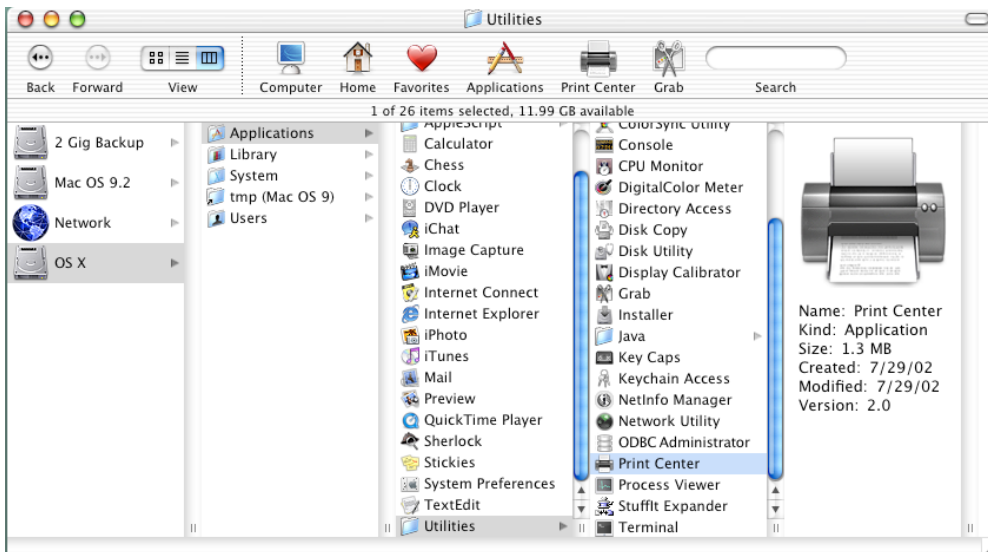 Utilities
Back Forward View Computer Home Favorites Applications Print Center Grab Search
1 of 26 items selected, 11.99 GB available
2 Gig Backup
Mac OS 9.2
Network
OS X
Applications
Library
System
tmp (Mac OS 9)
Users
AppleScript
Calculator
Chess
Clock
DVD Player
iChat
Image Capture
iMovie
Internet Connect
Internet Explorer
iPhoto
iTunes
Mail
Preview
QuickTime Player
Sherlock
Stickies
System Preferences
TextEdit
Utilities
ColorSync Utility
Console
CPU Monitor
DigitalColor Meter
Directory Access
Disk Copy
Disk Utility
Display Calibrator
Grab
Installer
Java
Key Caps
Keychain Access
NetInfo Manager
Network Utility
ODBC Administrator
Print Center
Process Viewer
StuffIt Expander
Terminal
Name: Print Center
Kind: Application
Size: 1.3 MB
Created: 7/29/02
Modified: 7/29/02
Version: 2.0